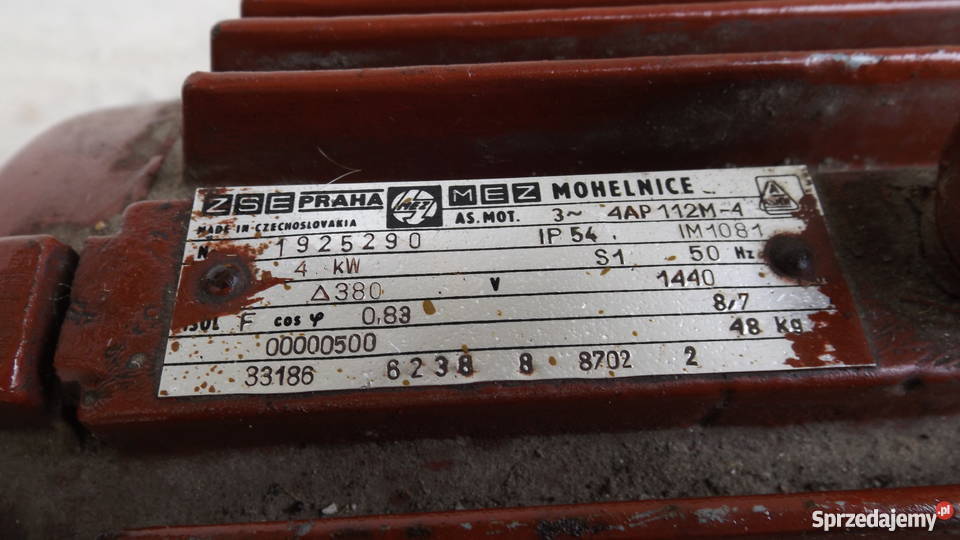 ZSE PRAHA MEZ MEZ MOHELNICE
MADE IN CZECHOSLOVAKIA AS. MOT. 3~ 4AP 112M-4
N 1925290 IP 54 IM1081
4 kW S1 50 Hz
△380 V 1440
ISOL F cos φ 0,83 8,7
00000500 48 kg
33186 6238 8 8702 2
Sprzedajemy.pl